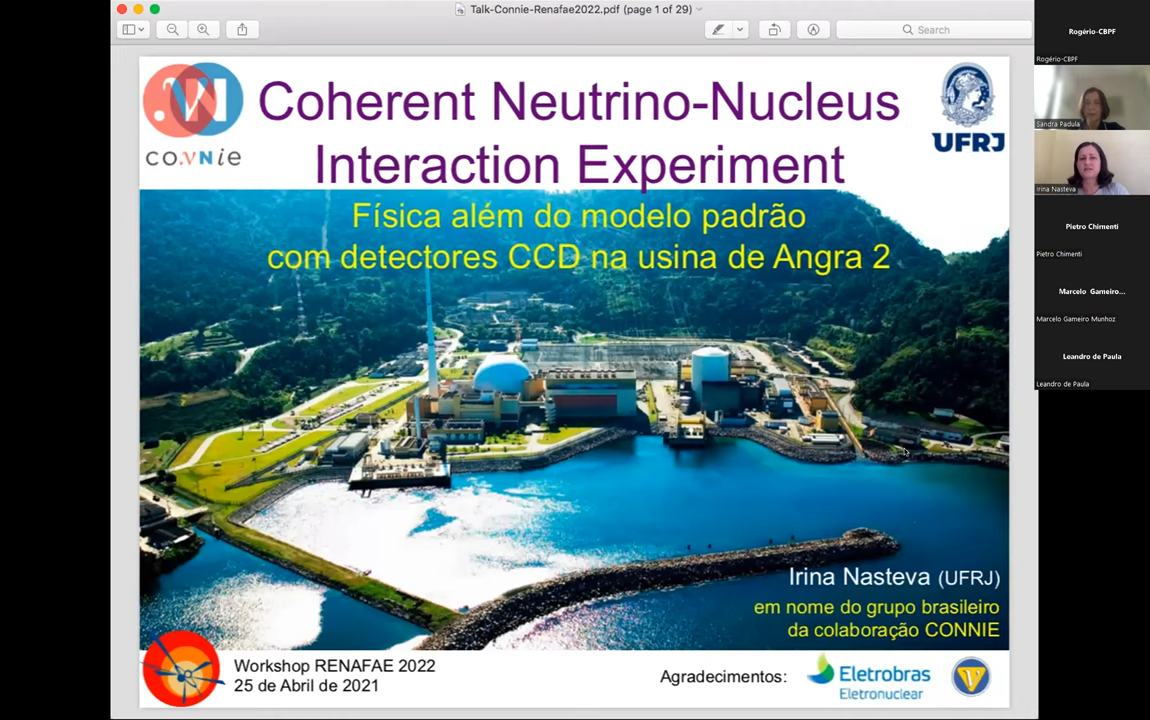 Talk-Connie-Renafae2022.pdf (page 1 of 29)
Search
Coherent Neutrino-Nucleus
Interaction Experiment
co.νNie
UFRJ
Física além do modelo padrão
com detectores CCD na usina de Angra 2
Irina Nasteva (UFRJ)
em nome do grupo brasileiro
da colaboração CONNIE
Workshop RENAFAE 2022
25 de Abril de 2021
Agradecimentos:
Eletrobras
Eletronuclear
Rogério-CBPF
Rogério-CBPF
Sandra Padula
Irina Nasteva
Pietro Chimenti
Pietro Chimenti
Marcelo Gameiro...
Marcelo Gameiro Munhoz
Leandro de Paula
Leandro de Paula